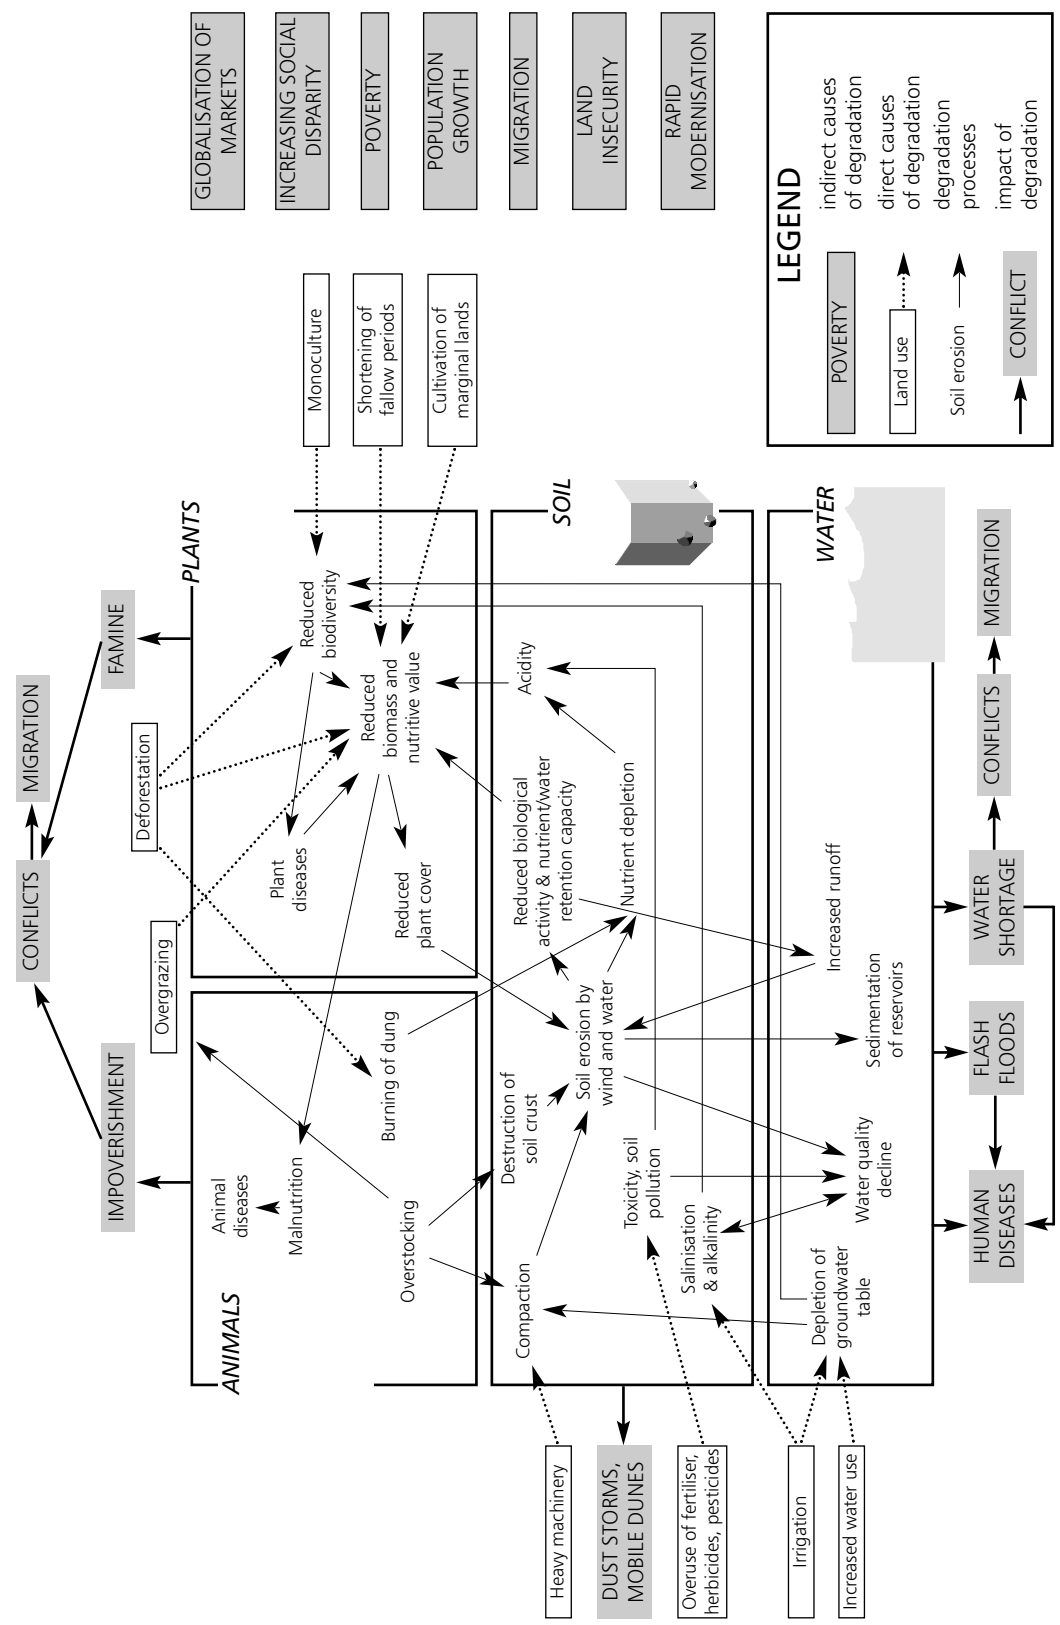 GLOBALISATION OF
MARKETS
INCREASING SOCIAL
DISPARITY
POVERTY
POPULATION
GROWTH
MIGRATION
LAND
INSECURITY
RAPID
MODERNISATION
LEGEND
POVERTY
indirect causes
of degradation
Land use
direct causes
of degradation
Soil erosion
degradation
processes
CONFLICT
impact of
degradation
Monoculture
Shortening of
fallow periods
Cultivation of
marginal lands
MIGRATION
CONFLICTS
FAMINE
IMPOVERISHMENT
Deforestation
Overgrazing
PLANTS
Reduced
biodiversity
Reduced
biomass and
nutritive value
Plant
diseases
Reduced
plant cover
ANIMALS
Animal
diseases
Malnutrition
Burning of dung
Overstocking
SOIL
Acidity
Reduced biological
activity & nutrient/water
retention capacity
Nutrient depletion
Soil erosion by
wind and water
Destruction of
soil crust
Compaction
Toxicity, soil
pollution
Salinisation
& alkalinity
WATER
Increased runoff
Sedimentation
of reservoirs
Water quality
decline
Depletion of
groundwater
table
Heavy machinery
DUST STORMS,
MOBILE DUNES
Overuse of fertiliser,
herbicides, pesticides
Irrigation
Increased water use
MIGRATION
CONFLICTS
WATER
SHORTAGE
FLASH
FLOODS
HUMAN
DISEASES